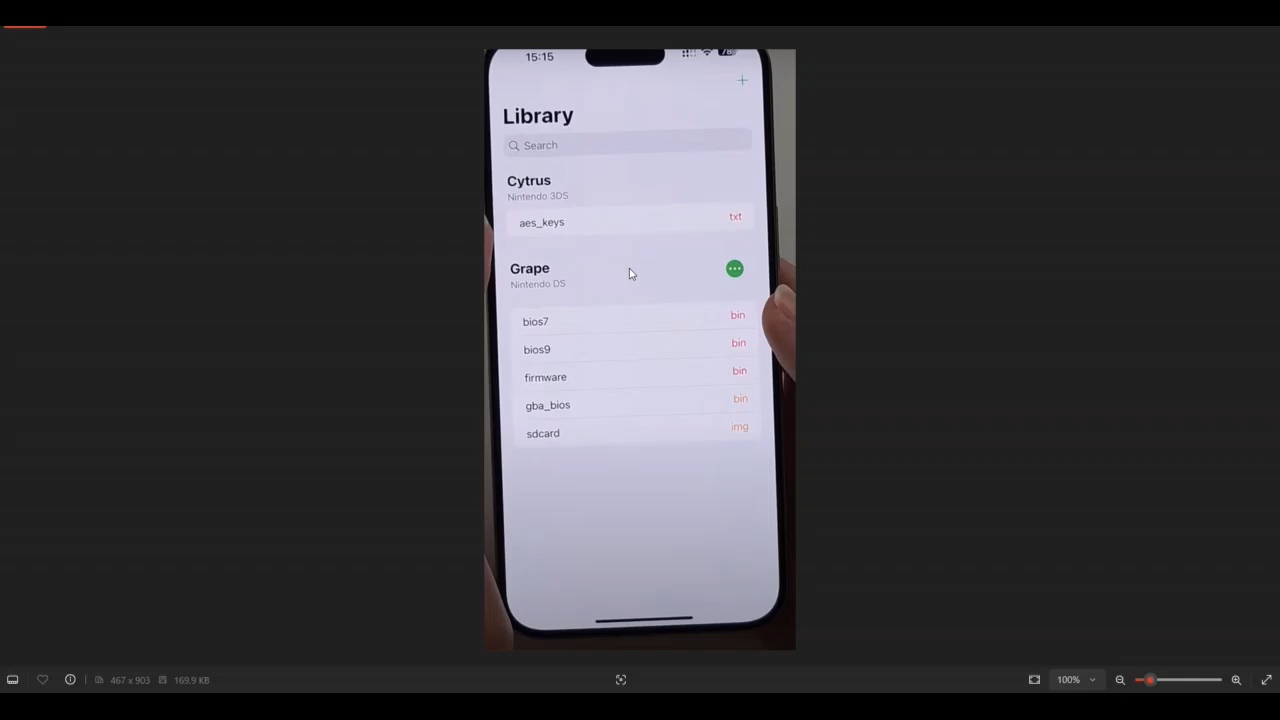 15:15
Library
Search
Cytrus
Nintendo 3DS
aes_keys txt
Grape
Nintendo DS
bios7 bin
bios9 bin
firmware bin
gba_bios bin
sdcard img
467 x 903 169.9 KB 100%